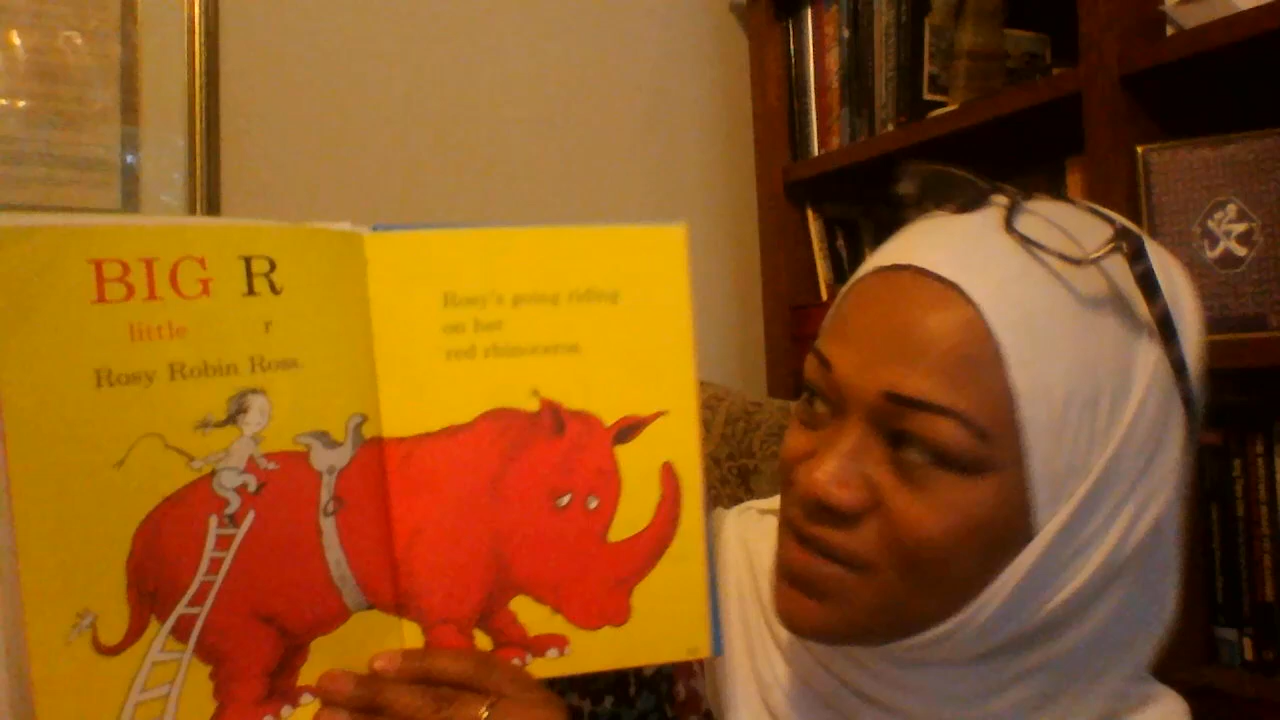 BIG R
little r
Rosy Robin Ross.
Rosy's going riding
on her
red rhinoceros.